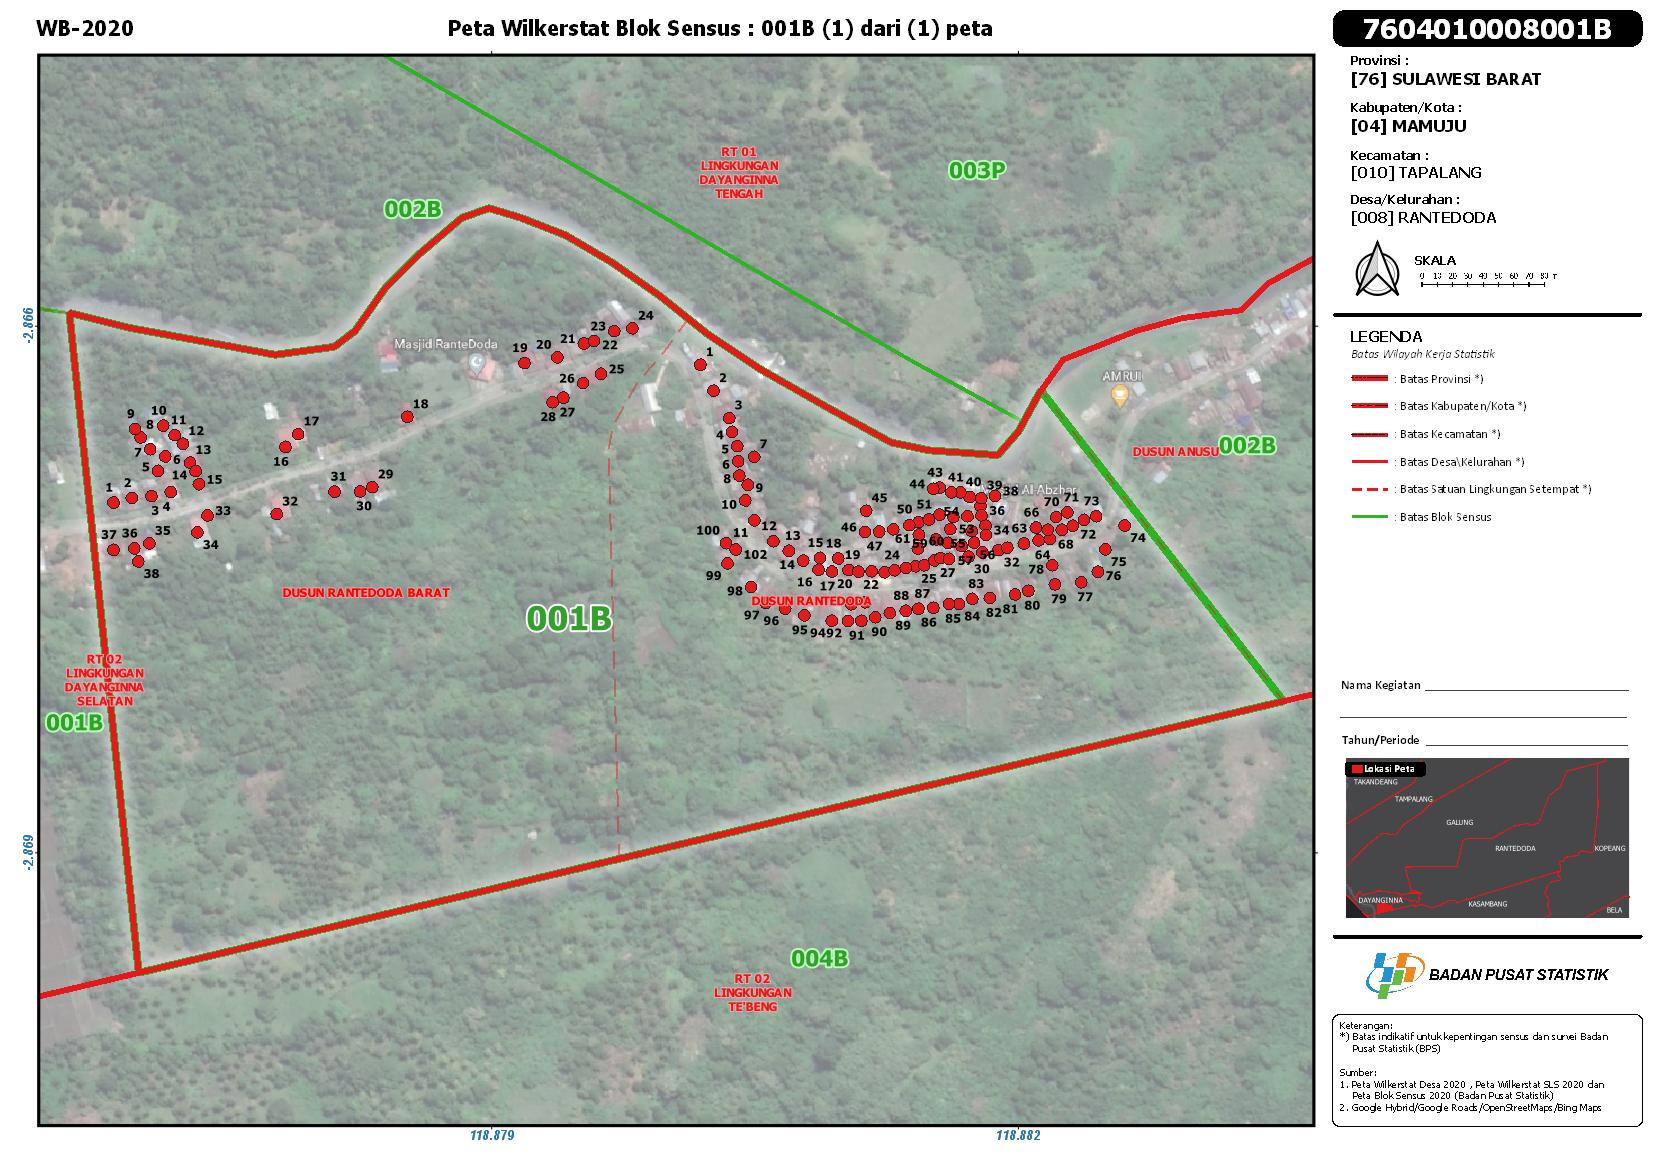 WB-2020
Peta Wilkerstat Blok Sensus : 001B (1) dari (1) peta
7604010008001B
Provinsi :
[76] SULAWESI BARAT
Kabupaten/Kota :
[04] MAMUJU
Kecamatan :
[010] TAPALANG
Desa/Kelurahan :
[008] RANTEDODA
SKALA
0 10 20 30 40 50 60 70 80 m
LEGENDA
Batas Wilayah Kerja Statistik
: Batas Provinsi *)
: Batas Kabupaten/Kota *)
: Batas Kecamatan *)
: Batas Desa\Kelurahan *)
: Batas Satuan Lingkungan Setempat *)
: Batas Blok Sensus
Nama Kegiatan
Tahun/Periode
Lokasi Peta
TAKANDEANG
TAMPALANG
GALUNG
RANTEDODA
KOPEANG
DAYANGINNA
KASAMBANG
BELA
BADAN PUSAT STATISTIK
Keterangan:
*) Batas indikatif untuk kepentingan sensus dan survei Badan
Pusat Statistik (BPS)
Sumber:
1. Peta Wilkerstat Desa 2020 , Peta Wilkerstat SLS 2020 dan
Peta Blok Sensus 2020 (Badan Pusat Statistik)
2. Google Hybrid/Google Roads/OpenStreetMaps/Bing Maps
RT 01
LINGKUNGAN
DAYANGINNA
TENGAH
003P
002B
-2.866
Masjid RanteDoda
AMRUI
DUSUN ANUSU
002B
Al-Abzhar
24
23
22
21
20
19
25
26
27
28
18
17
16
9
10
8
11
12
7
6
13
5
14
15
1
2
3
4
31
29
30
32
33
34
37
36
35
38
1
2
3
4
5
6
7
8
9
10
11
12
13
100
102
99
98
97
96
95
94
92
91
90
89
88
87
86
85
84
83
82
81
80
79
78
77
76
75
74
73
72
71
70
68
66
64
63
61
60
59
57
56
55
54
53
51
50
47
46
45
44
43
41
40
39
38
36
34
32
30
27
25
24
22
20
19
18
17
16
15
14
DUSUN RANTEDODA BARAT
DUSUN RANTEDODA
001B
RT 02
LINGKUNGAN
DAYANGINNA
SELATAN
001B
-2.869
004B
RT 02
LINGKUNGAN
TE'BENG
118.879
118.882